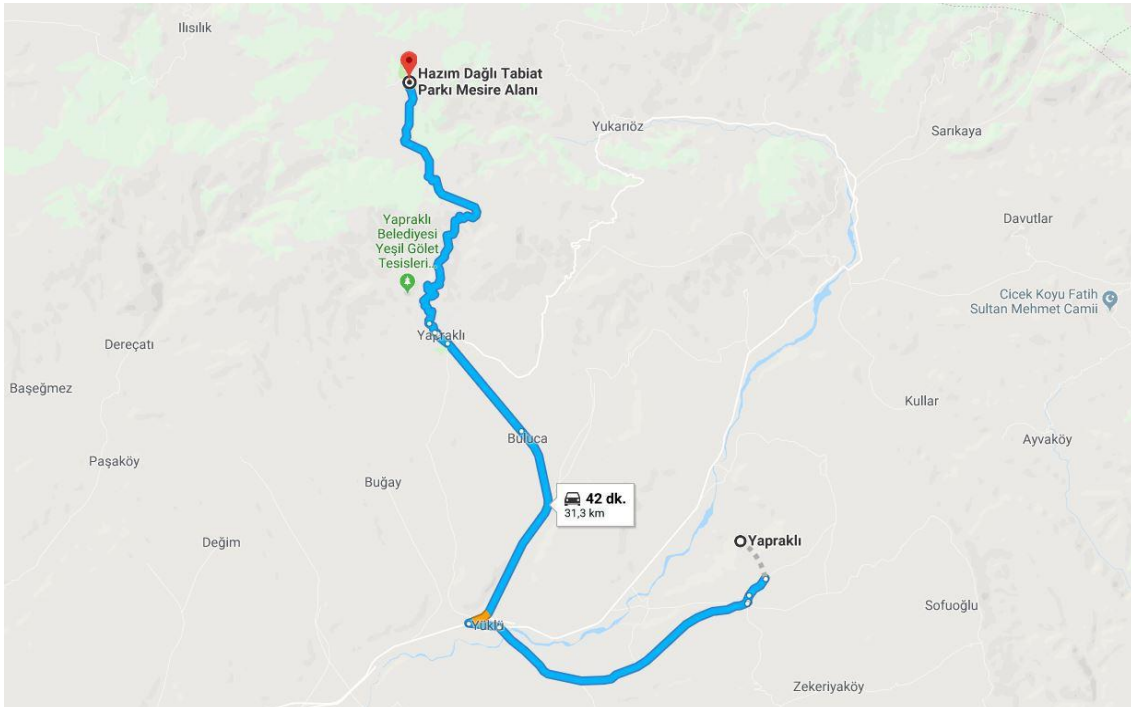 Ilısılık
Hazım Dağlı Tabiat
Parkı Mesire Alanı
Yukarıöz
Sarıkaya
Yapraklı
Belediyesi
Yeşil Gölet
Tesisleri...
Davutlar
Cicek Koyu Fatih
Sultan Mehmet Camii
Dereçatı
Yapraklı
Başeğmez
Kullar
Buluca
Ayvaköy
Paşaköy
Buğay
42 dk.
31,3 km
Değim
Yapraklı
Sofuoğlu
Yüklü
Zekeriyaköy